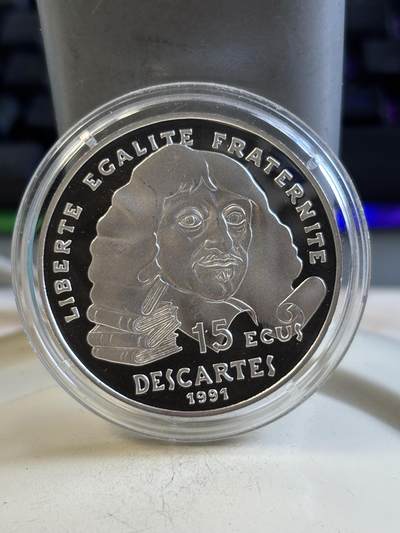 LIBERTE EGALITE FRATERNITE
15 ECUS
DESCARTES
1991